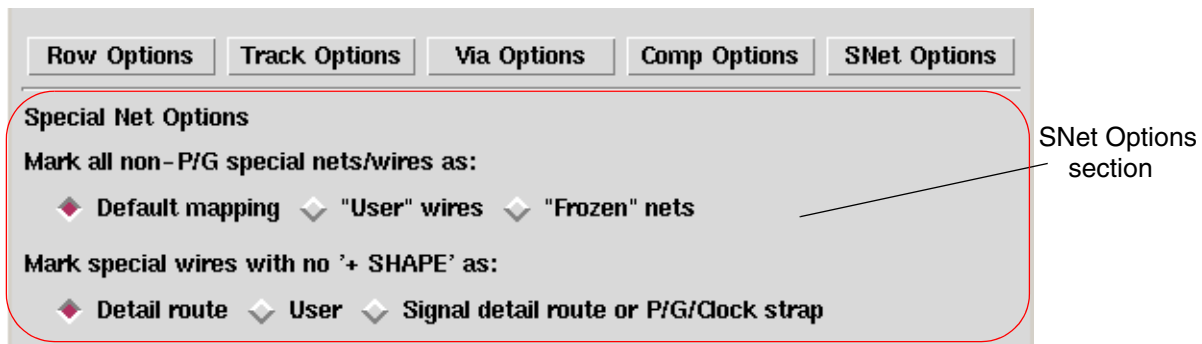 Row Options Track Options Via Options Comp Options SNet Options
Special Net Options
Mark all non-P/G special nets/wires as:
Default mapping "User" wires "Frozen" nets
Mark special wires with no '+ SHAPE' as:
Detail route User Signal detail route or P/G/Clock strap
SNet Options
section